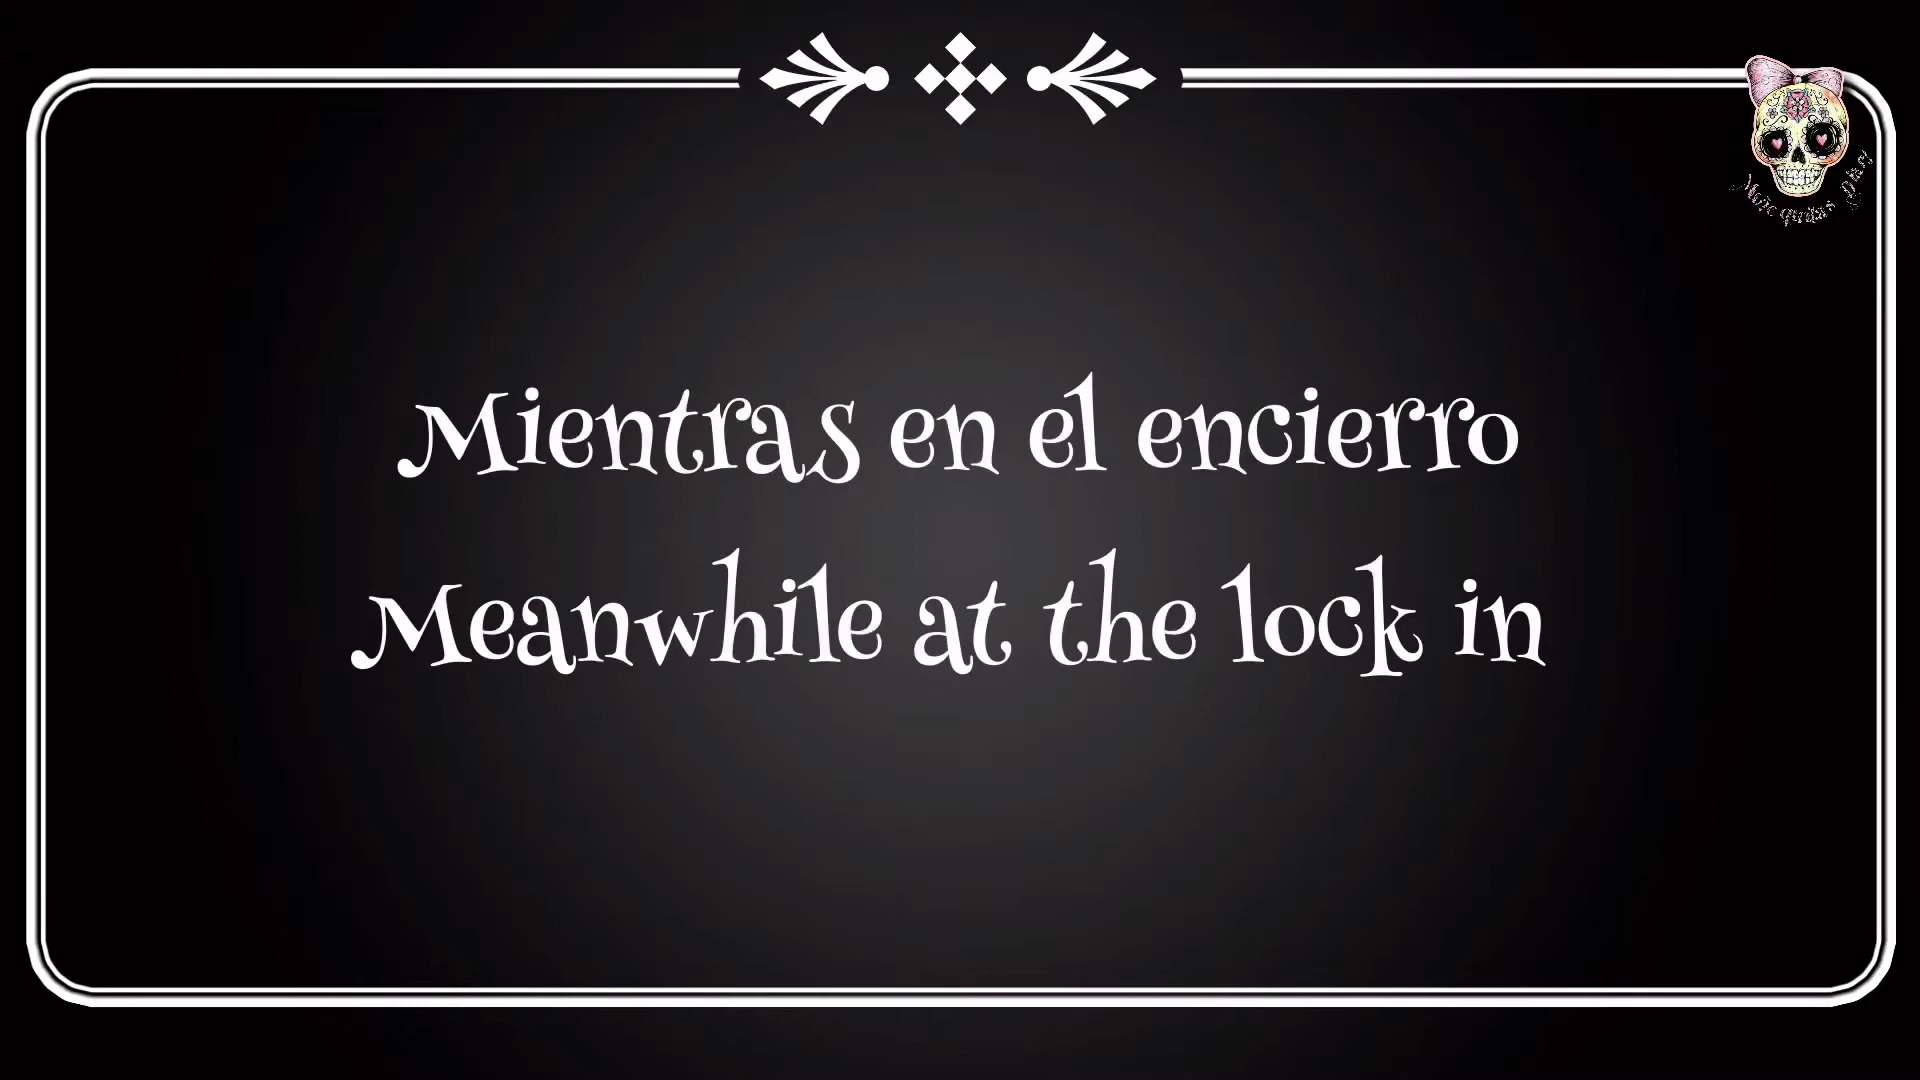 Mientras en el encierro
Meanwhile at the lock in